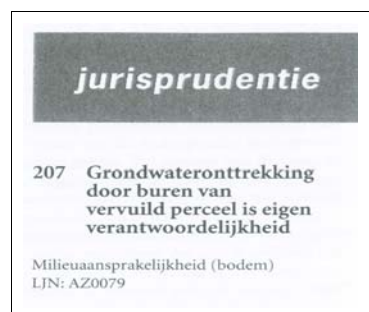 jurisprudentie
207 Grondwateronttrekking
door buren van
vervuild perceel is eigen
verantwoordelijkheid
Milieuaansprakelijkheid (bodem)
LJN: AZ0079